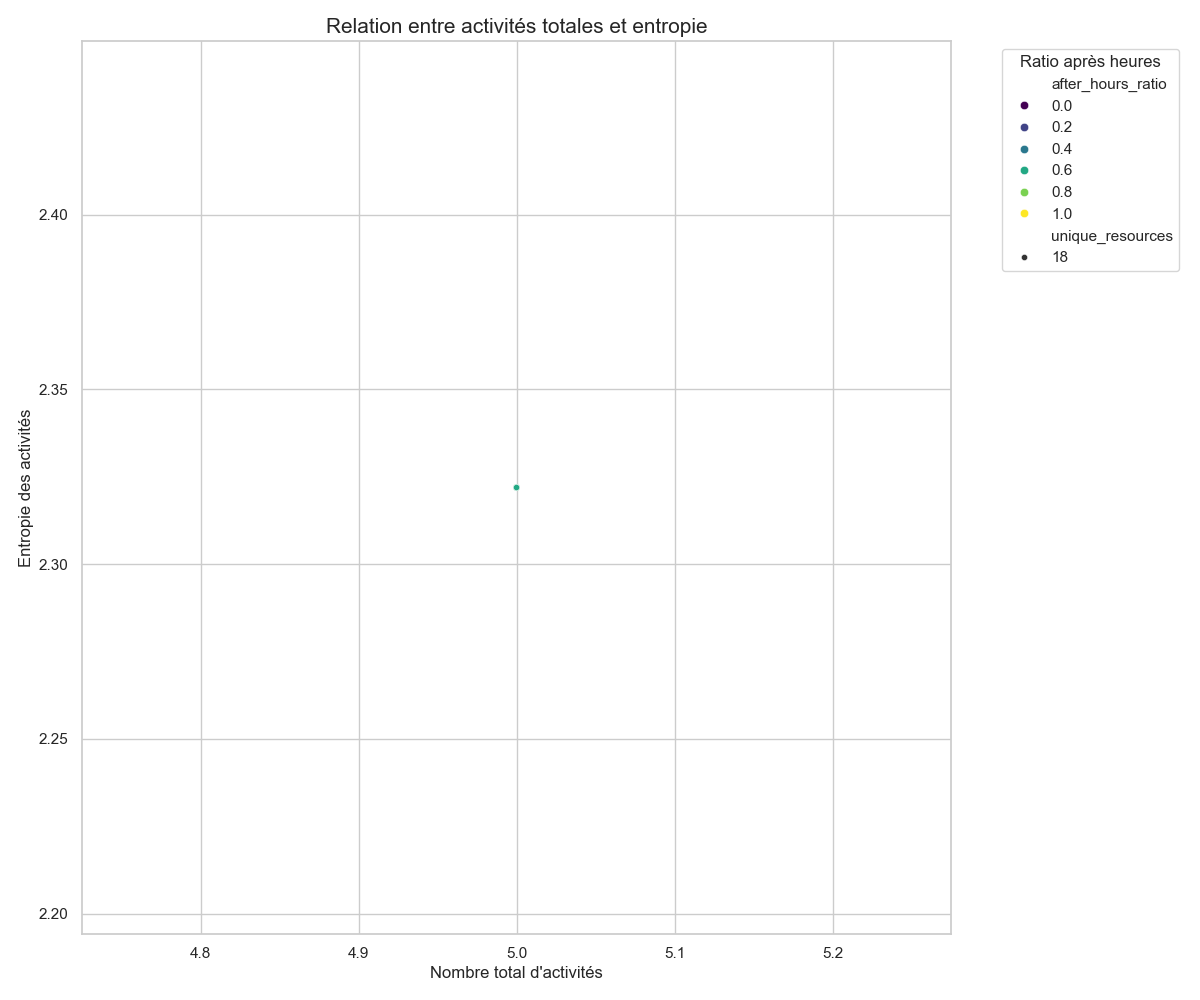 Relation entre activités totales et entropie
Ratio après heures
after_hours_ratio
0.0
0.2
0.4
0.6
0.8
1.0
unique_resources
18
Entropie des activités
2.40
2.35
2.30
2.25
2.20
4.8 4.9 5.0 5.1 5.2
Nombre total d'activités